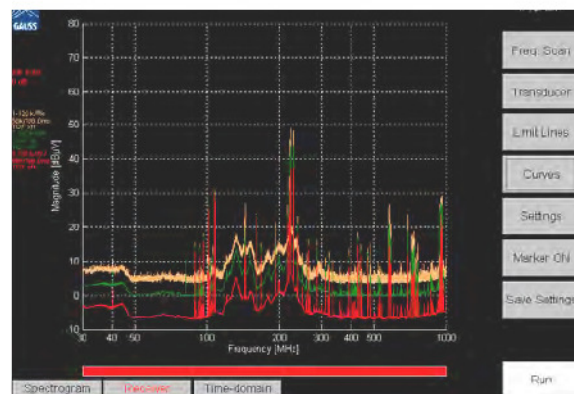 GAUSS
80
70
60
50
40
30
20
10
0
-10
Magnitude [dBµV]
30 40 50 100 200 300 400 500 1000
Frequency [MHz]
Freq. Scan
Transducer
Limit Lines
Curves
Settings
Marker ON
Save Settings
Run
Spectrogram Receiver Time-domain